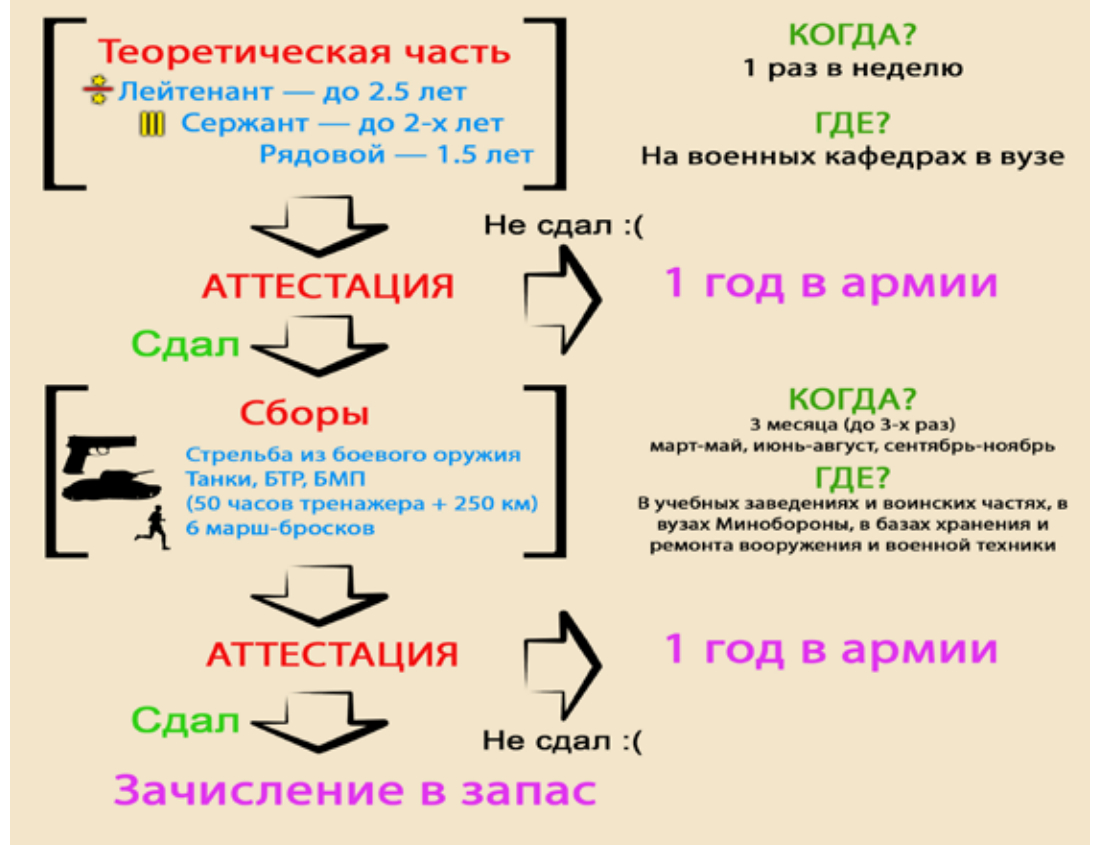 Теоретическая часть
Лейтенант — до 2.5 лет
Сержант — до 2-х лет
Рядовой — 1.5 лет
КОГДА?
1 раз в неделю
ГДЕ?
На военных кафедрах в вузе
Не сдал :(
АТТЕСТАЦИЯ
1 год в армии
Сдал
Сборы
Стрельба из боевого оружия
Танки, БТР, БМП
(50 часов тренажера + 250 км)
6 марш-бросков
КОГДА?
3 месяца (до 3-х раз)
март-май, июнь-август, сентябрь-ноябрь
ГДЕ?
В учебных заведениях и воинских частях, в
вузах Минобороны, в базах хранения и
ремонта вооружения и военной техники
АТТЕСТАЦИЯ
1 год в армии
Сдал
Не сдал :(
Зачисление в запас